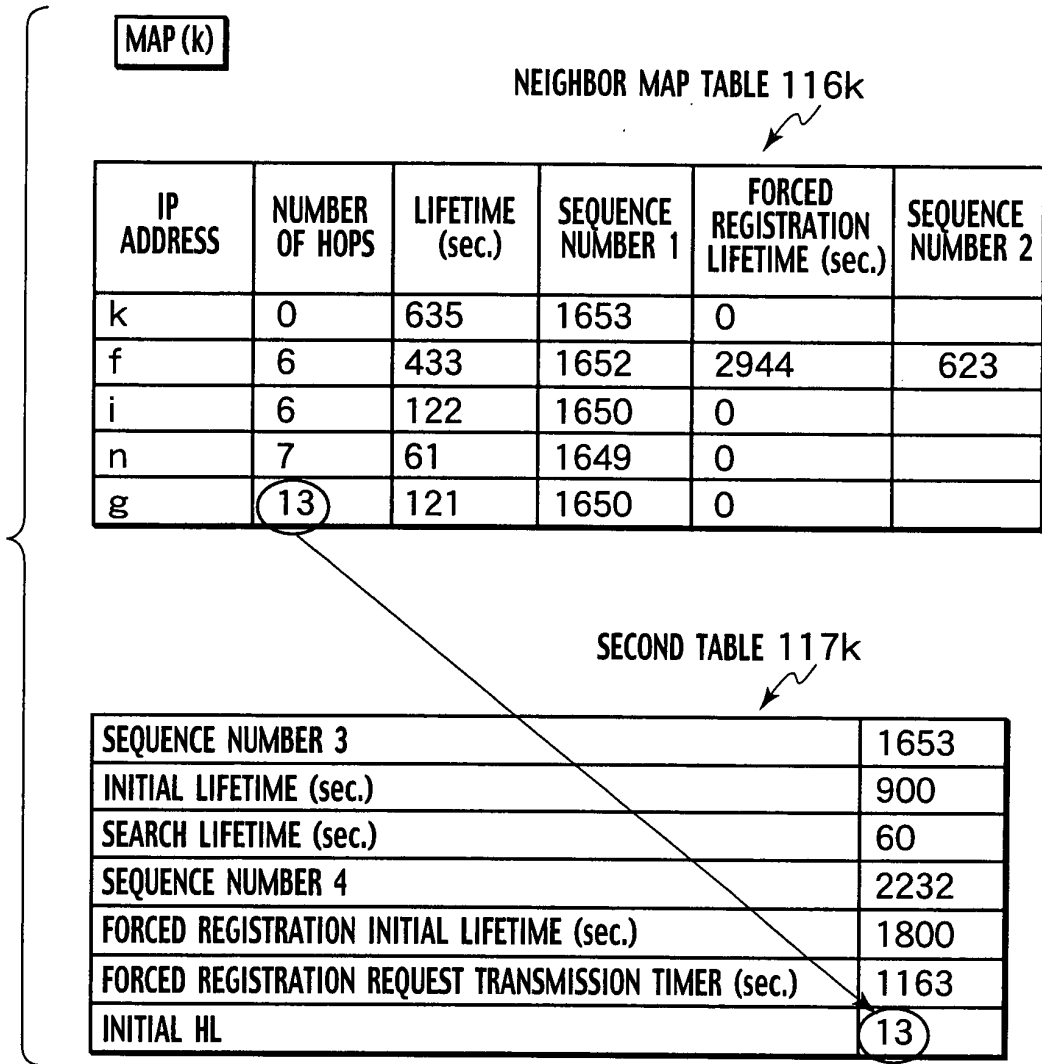 MAP (k)
NEIGHBOR MAP TABLE 116k
IP ADDRESS NUMBER OF HOPS LIFETIME (sec.) SEQUENCE NUMBER 1 FORCED REGISTRATION LIFETIME (sec.) SEQUENCE NUMBER 2
k 0 635 1653 0
f 6 433 1652 2944 623
i 6 122 1650 0
n 7 61 1649 0
g 13 121 1650 0
SECOND TABLE 117k
SEQUENCE NUMBER 3 1653
INITIAL LIFETIME (sec.) 900
SEARCH LIFETIME (sec.) 60
SEQUENCE NUMBER 4 2232
FORCED REGISTRATION INITIAL LIFETIME (sec.) 1800
FORCED REGISTRATION REQUEST TRANSMISSION TIMER (sec.) 1163
INITIAL HL 13